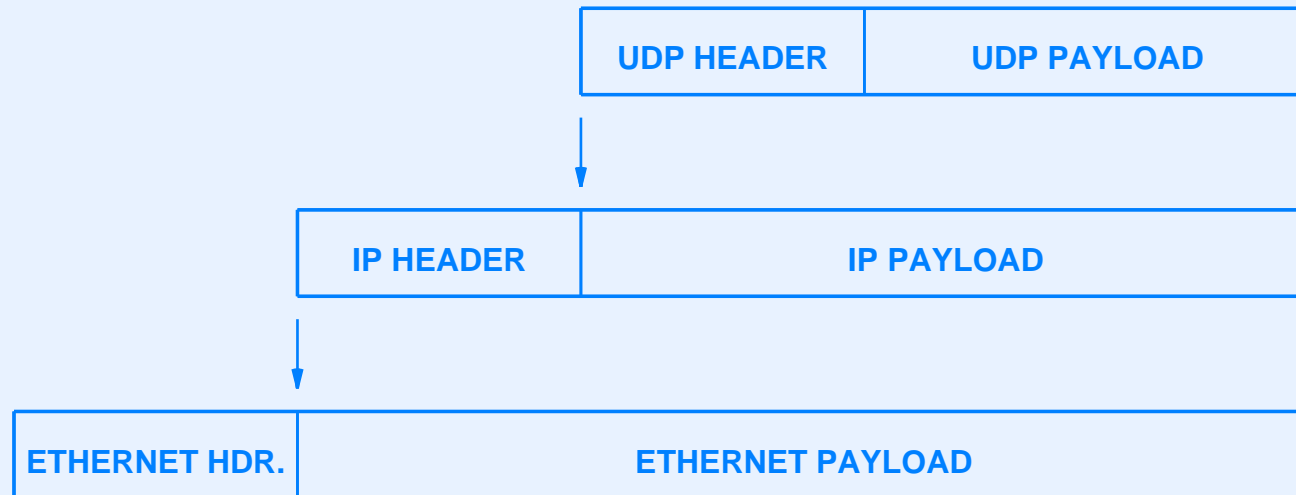 UDP HEADER UDP PAYLOAD
IP HEADER IP PAYLOAD
ETHERNET HDR. ETHERNET PAYLOAD